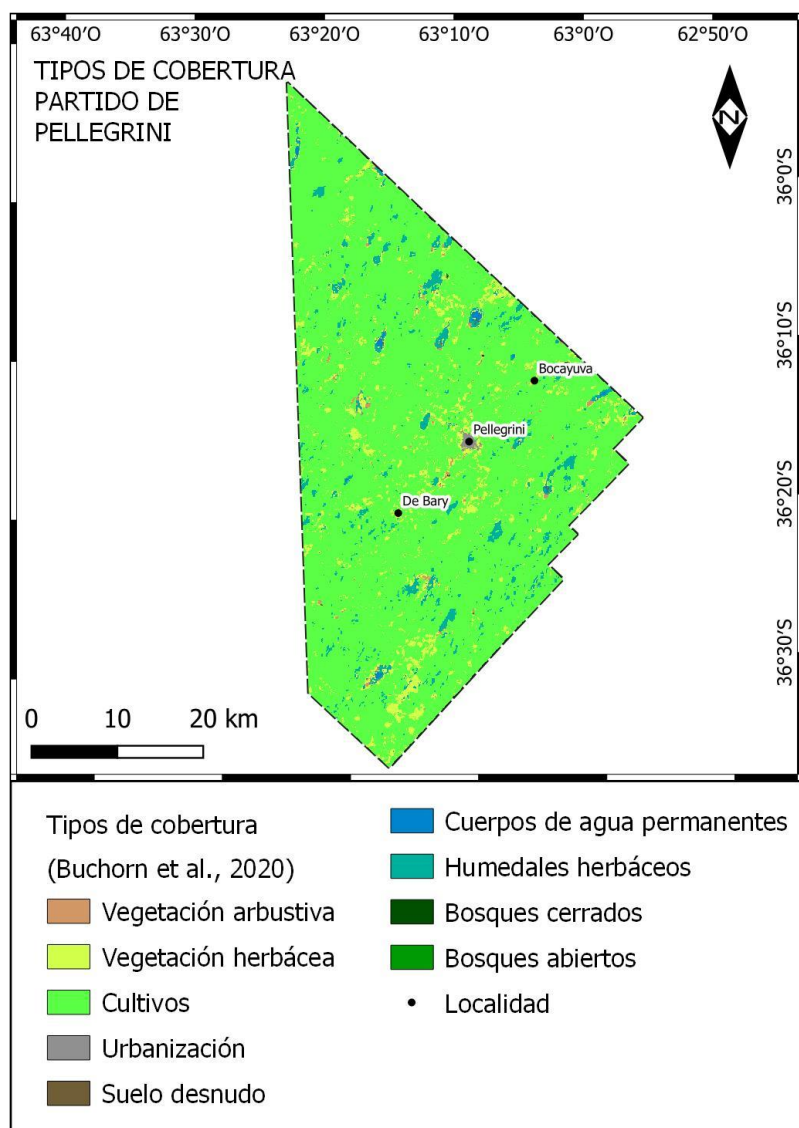 63°40′O 63°30′O 63°20′O 63°10′O 63°0′O 62°50′O
TIPOS DE COBERTURA
PARTIDO DE
PELLEGRINI
N
36°0′S
36°10′S
Bocayuva
Pellegrini
36°20′S
De Bary
36°30′S
0 10 20 km
Tipos de cobertura
(Buchorn et al., 2020)
Vegetación arbustiva
Vegetación herbácea
Cultivos
Urbanización
Suelo desnudo
Cuerpos de agua permanentes
Humedales herbáceos
Bosques cerrados
Bosques abiertos
Localidad